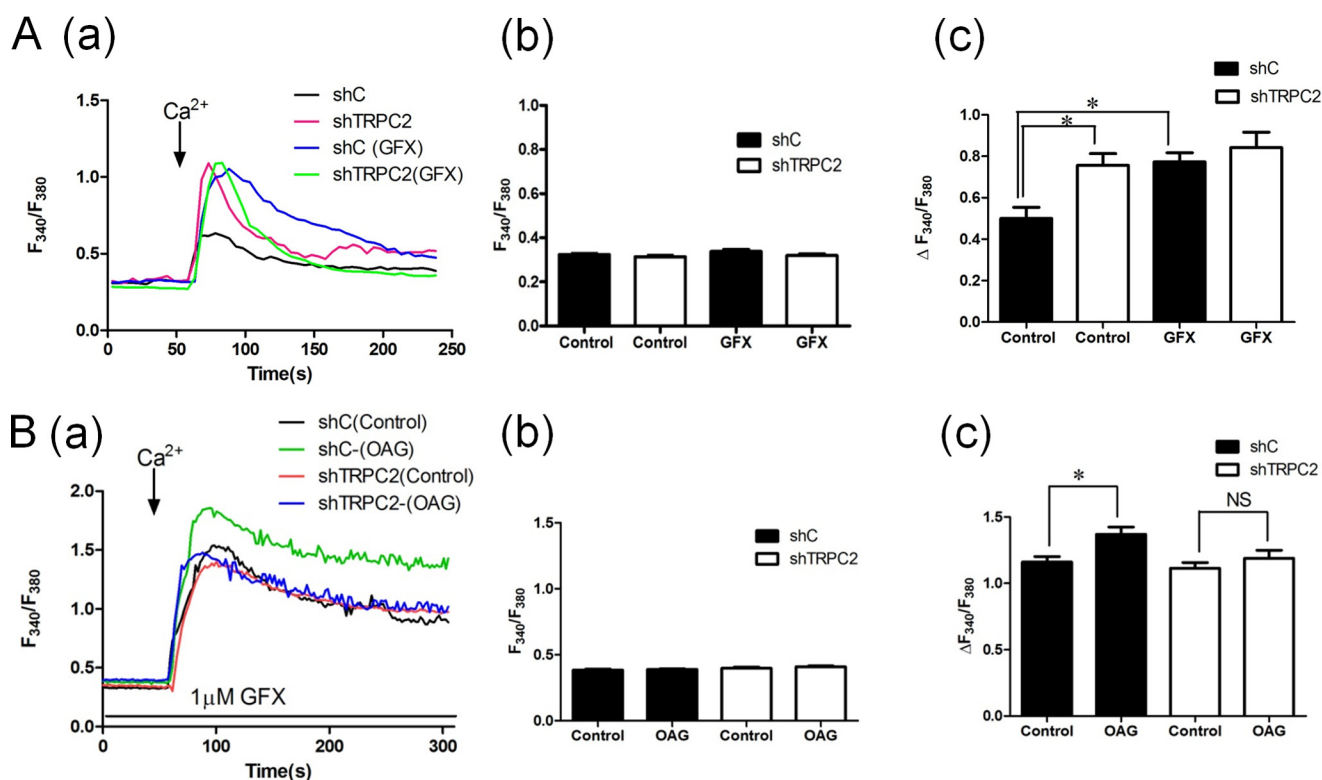 A (a)
Ca2+
shC
shTRPC2
shC (GFX)
shTRPC2(GFX)
1.5
1.0
0.5
0.0
F340/F380
0 50 100 150 200 250
Time(s)
(b)
shC
shTRPC2
1.0
0.8
0.6
0.4
0.2
0.0
F340/F380
Control Control GFX GFX
(c)
shC
shTRPC2
*
*
1.0
0.8
0.6
0.4
0.2
0.0
Δ F340/F380
Control Control GFX GFX
B (a)
Ca2+
shC(Control)
shC-(OAG)
shTRPC2(Control)
shTRPC2-(OAG)
2.0
1.5
1.0
0.5
0.0
F340/F380
1μM GFX
0 100 200 300
Time(s)
(b)
shC
shTRPC2
1.5
1.0
0.5
0.0
F340/F380
Control OAG Control OAG
(c)
shC
shTRPC2
*
NS
1.5
1.0
0.5
0.0
ΔF340/F380
Control OAG Control OAG